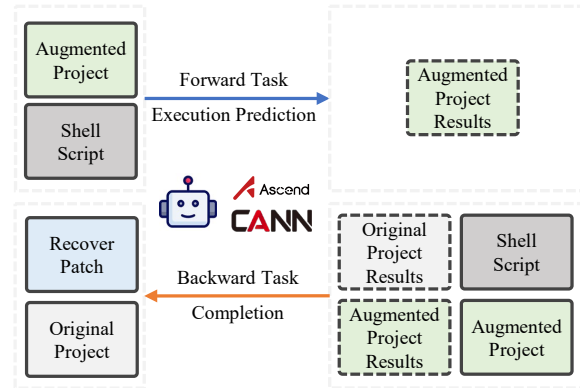 Augmented
Project
Shell
Script
Forward Task
Execution Prediction
Augmented
Project
Results
Ascend
CANN
Recover
Patch
Original
Project
Backward Task
Completion
Original
Project
Results
Shell
Script
Augmented
Project
Results
Augmented
Project